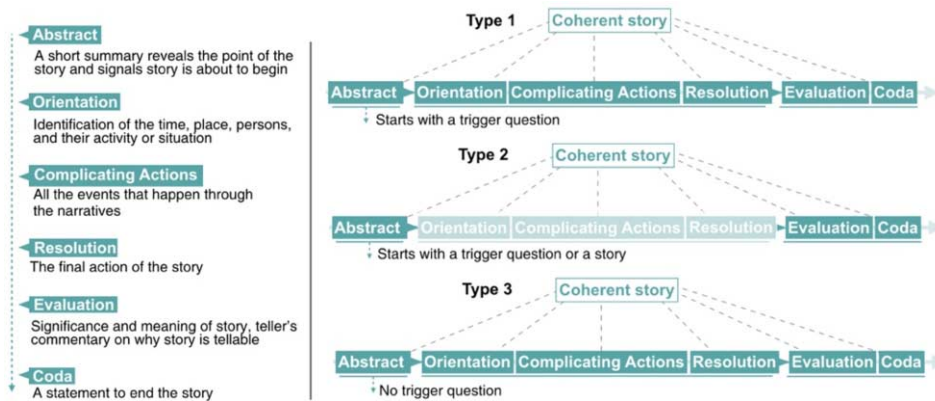 Abstract
A short summary reveals the point of the
story and signals story is about to begin
Orientation
Identification of the time, place, persons,
and their activity or situation
Complicating Actions
All the events that happen through
the narratives
Resolution
The final action of the story
Evaluation
Significance and meaning of story, teller's
commentary on why story is tellable
Coda
A statement to end the story
Type 1
Coherent story
Abstract Orientation Complicating Actions Resolution Evaluation Coda
Starts with a trigger question
Type 2
Coherent story
Abstract Orientation Complicating Actions Resolution Evaluation Coda
Starts with a trigger question or a story
Type 3
Coherent story
Abstract Orientation Complicating Actions Resolution Evaluation Coda
No trigger question